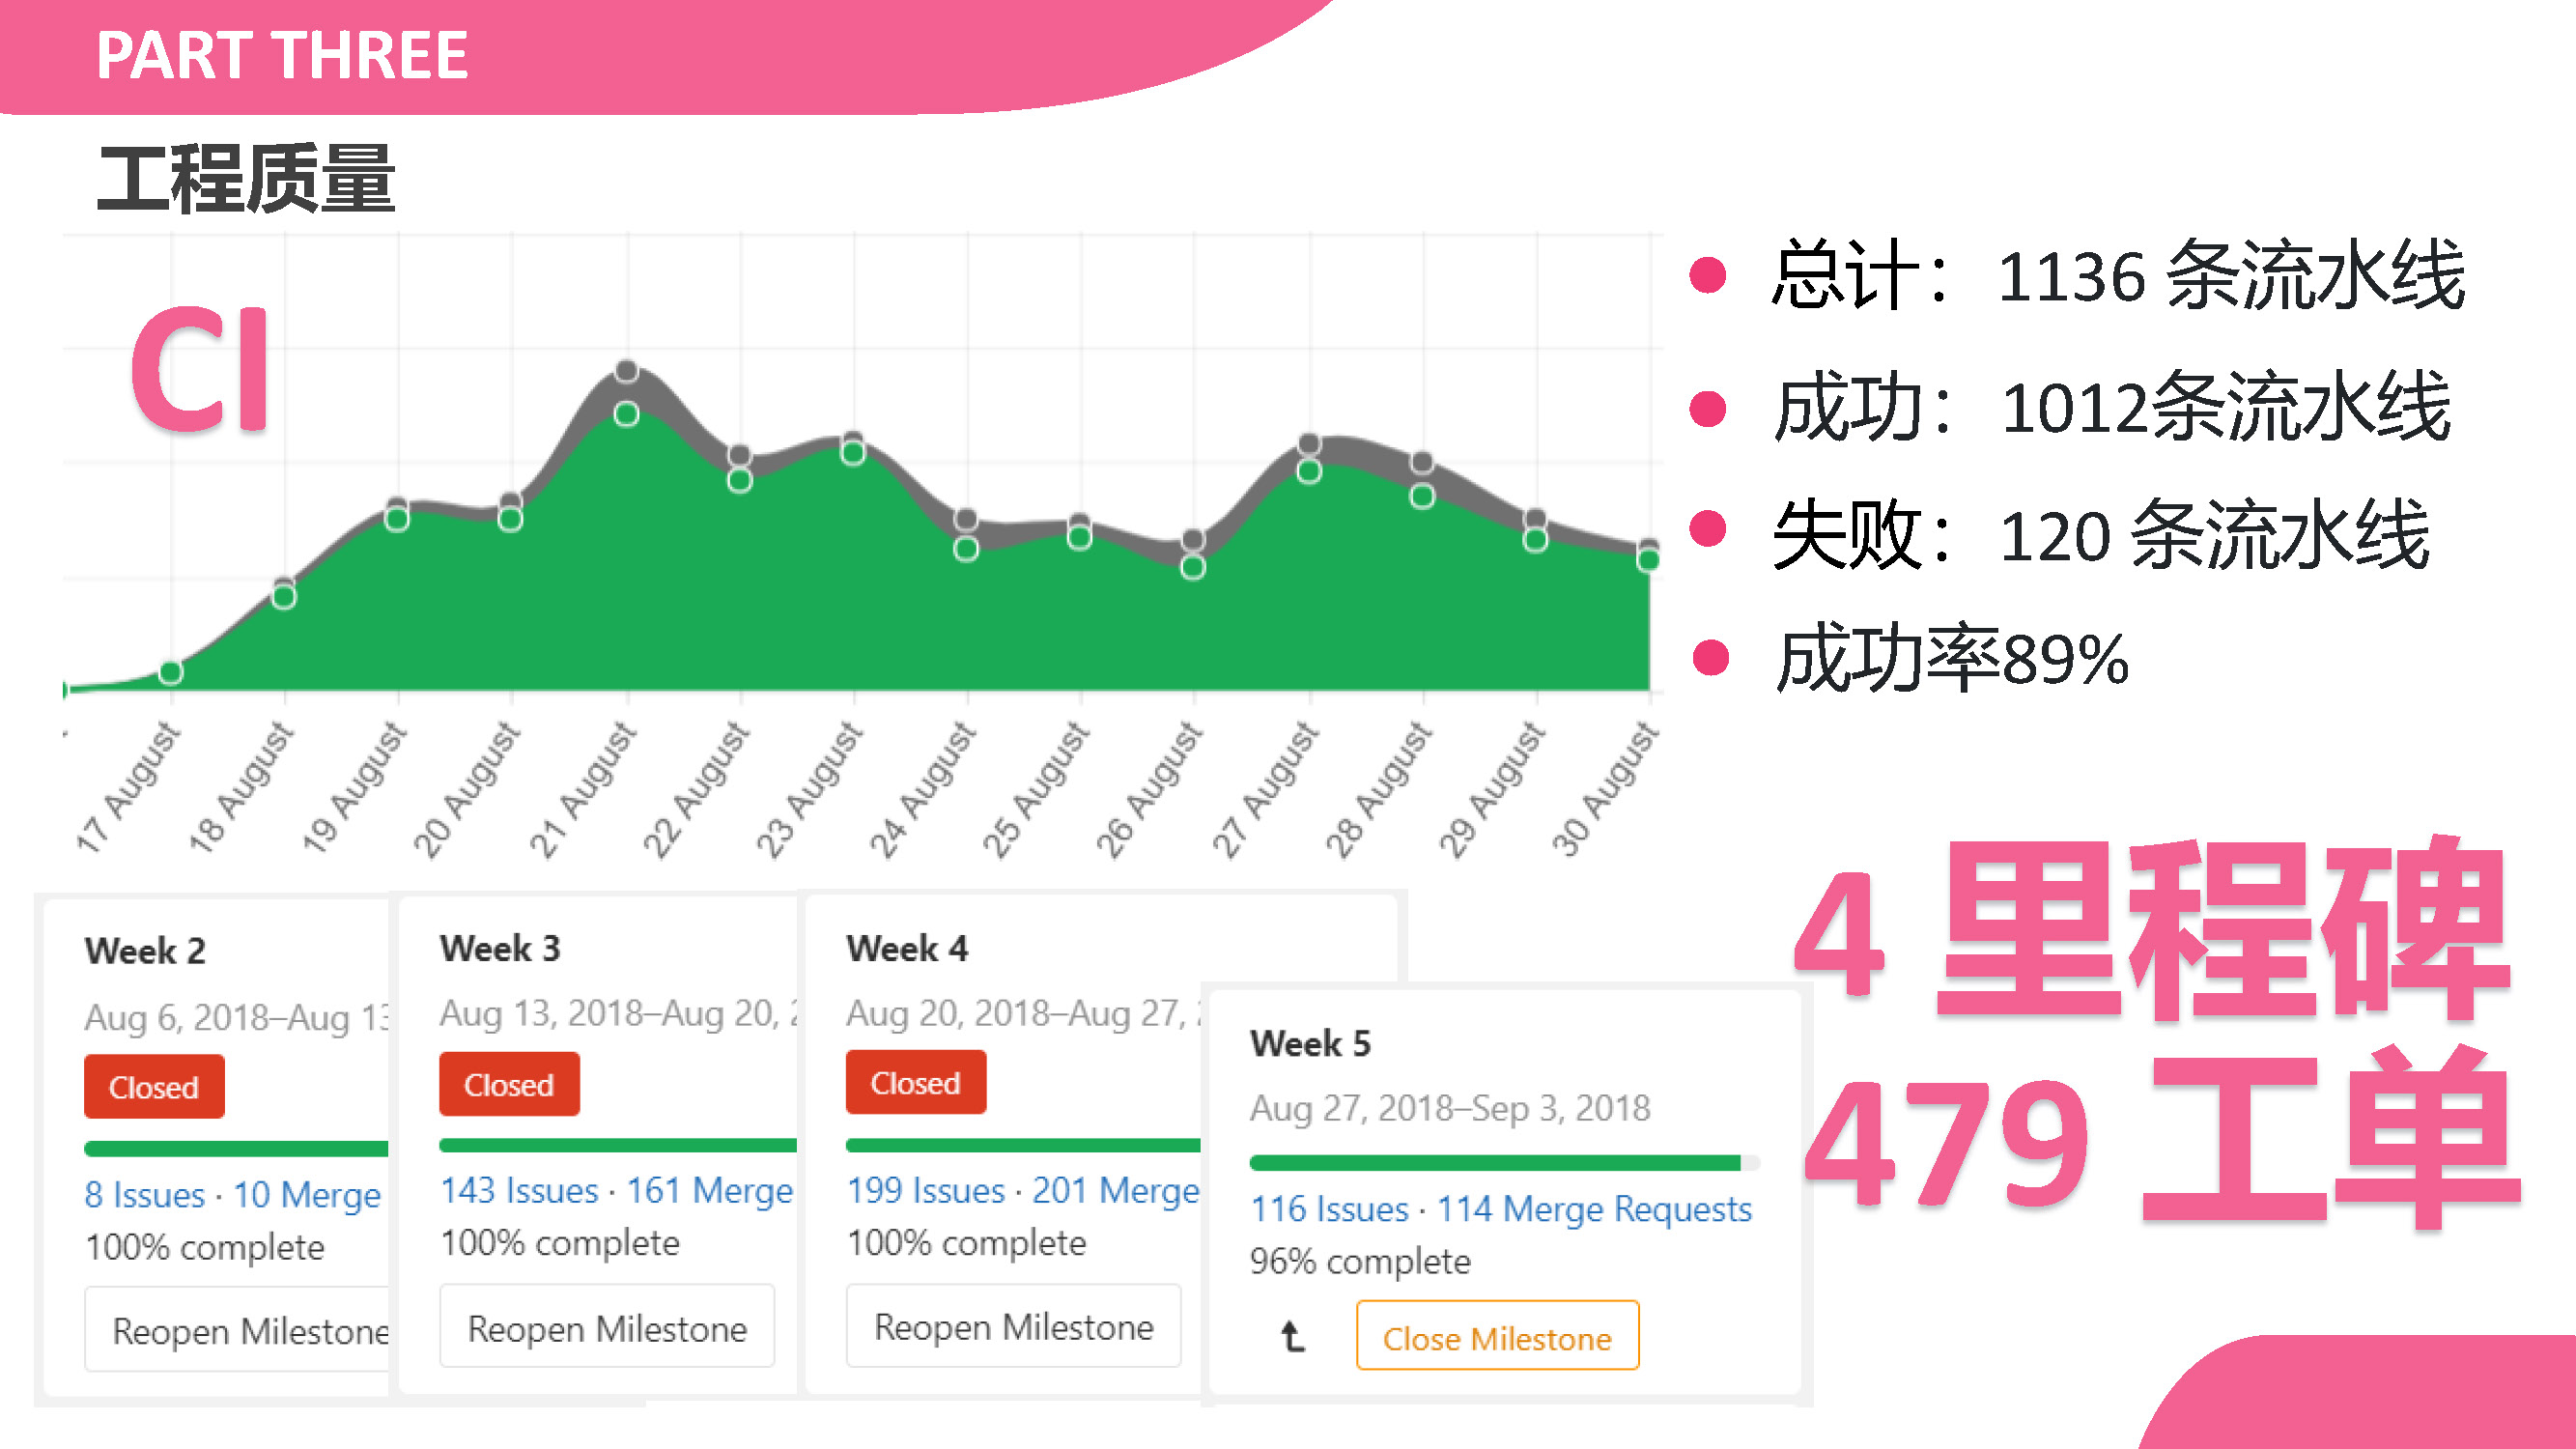 PART THREE
工程质量
CI
总计：1136 条流水线
成功：1012条流水线
失败：120 条流水线
成功率89%
17 August
18 August
19 August
20 August
21 August
22 August
23 August
24 August
25 August
26 August
27 August
28 August
29 August
30 August
Week 2
Aug 6, 2018–Aug 13
Closed
8 Issues · 10 Merge
100% complete
Reopen Milestone
Week 3
Aug 13, 2018–Aug 20,
Closed
143 Issues · 161 Merge
100% complete
Reopen Milestone
Week 4
Aug 20, 2018–Aug 27,
Closed
199 Issues · 201 Merge
100% complete
Reopen Milestone
Week 5
Aug 27, 2018–Sep 3, 2018
116 Issues · 114 Merge Requests
96% complete
Close Milestone
4 里程碑
479 工单